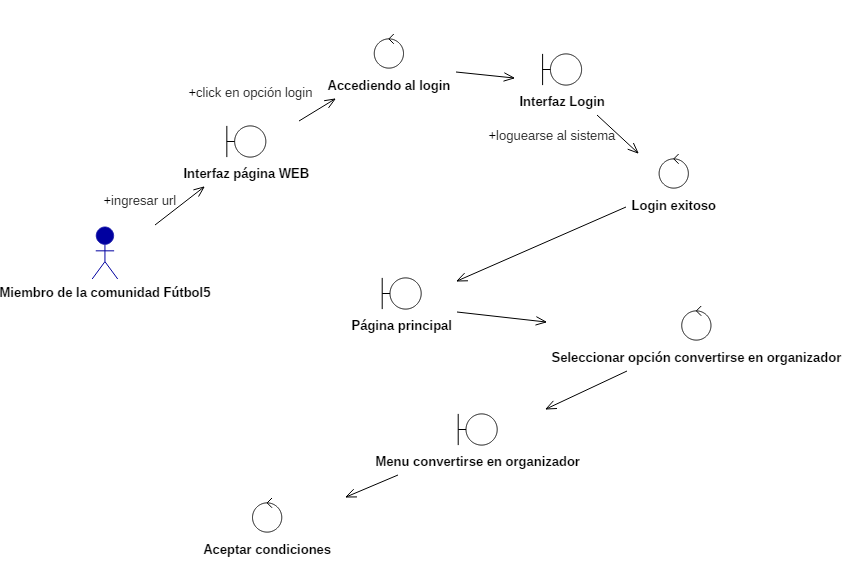 Accediendo al login
+click en opción login
Interfaz Login
+loguearse al sistema
Interfaz página WEB
+ingresar url
Login exitoso
Miembro de la comunidad Fútbol5
Página principal
Seleccionar opción convertirse en organizador
Menu convertirse en organizador
Aceptar condiciones